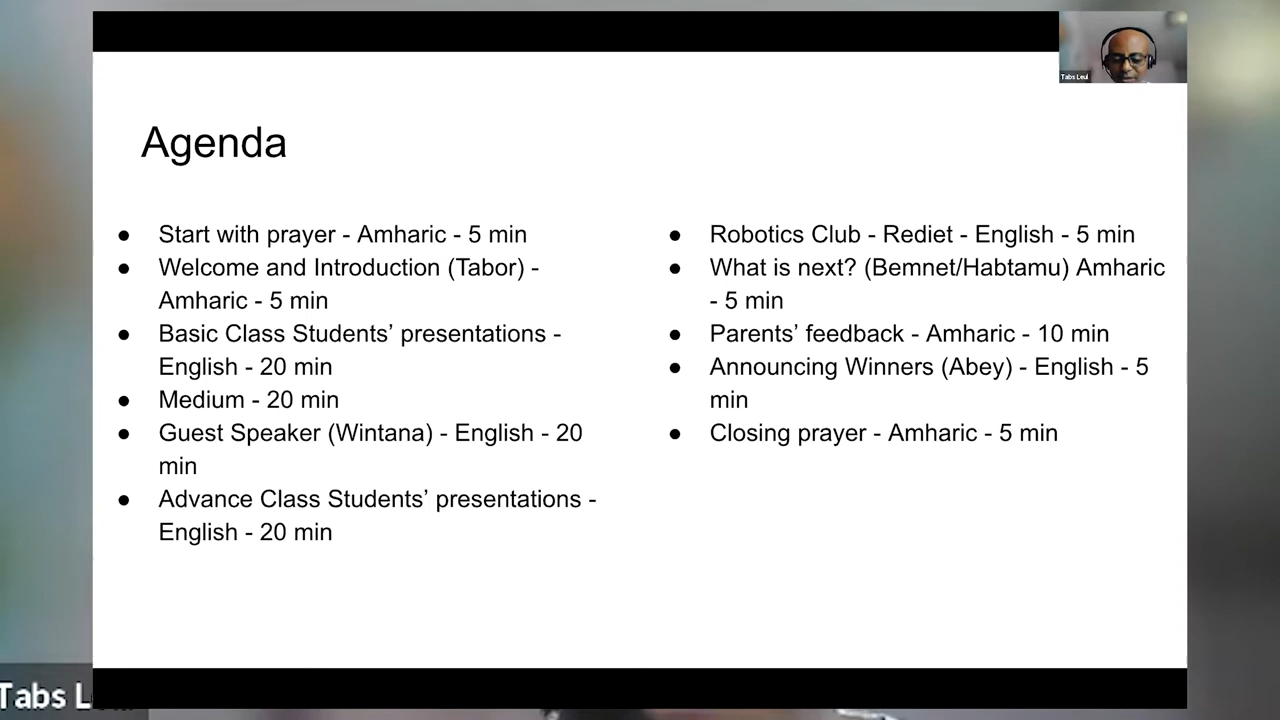 Agenda
● Start with prayer - Amharic - 5 min
● Welcome and Introduction (Tabor) -
Amharic - 5 min
● Basic Class Students’ presentations -
English - 20 min
● Medium - 20 min
● Guest Speaker (Wintana) - English - 20
min
● Advance Class Students’ presentations -
English - 20 min
● Robotics Club - Rediet - English - 5 min
● What is next? (Bemnet/Habtamu) Amharic
- 5 min
● Parents’ feedback - Amharic - 10 min
● Announcing Winners (Abey) - English - 5
min
● Closing prayer - Amharic - 5 min
Tabs Leul
Tabs L